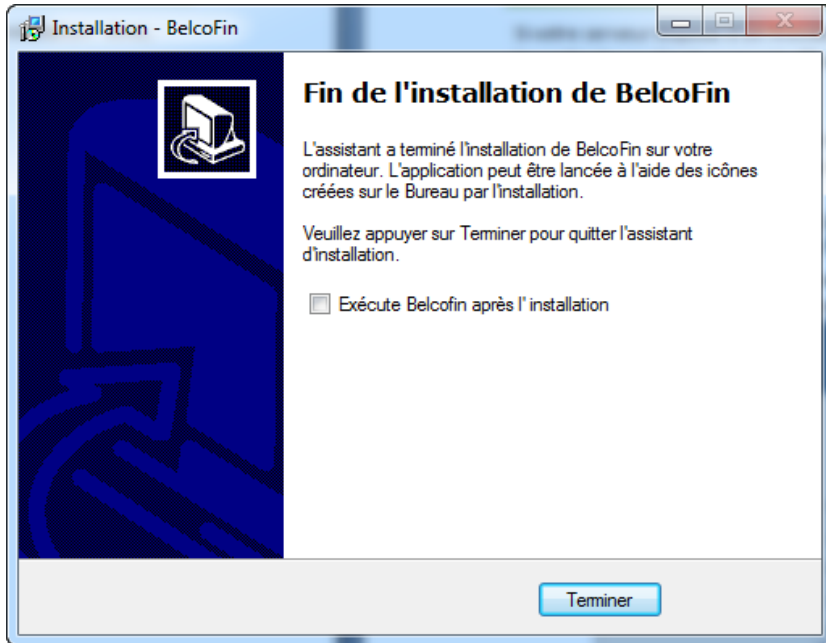 Installation - BelcoFin
Fin de l'installation de BelcoFin
L'assistant a terminé l'installation de BelcoFin sur votre
ordinateur. L'application peut être lancée à l'aide des icônes
créées sur le Bureau par l'installation.
Veuillez appuyer sur Terminer pour quitter l'assistant
d'installation.
Exécute Belcofin après l' installation
Terminer